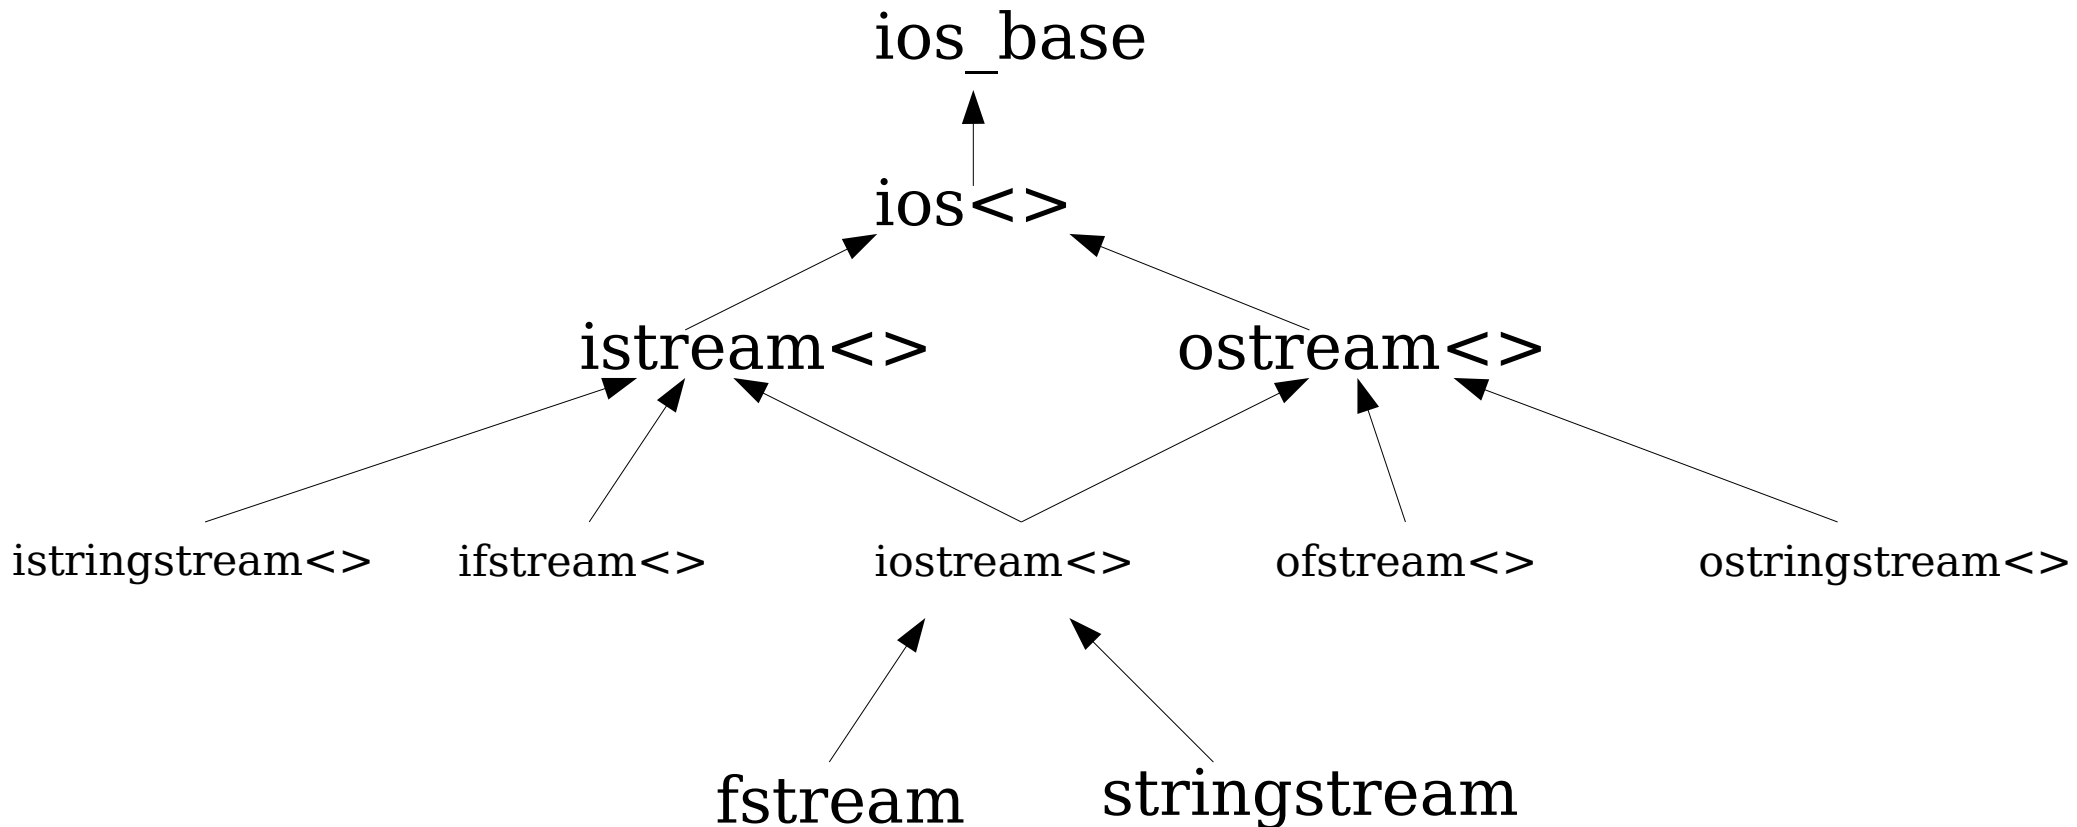 ios_base
ios<>
istream<> ostream<>
istringstream<> ifstream<> iostream<> ofstream<> ostringstream<>
fstream stringstream